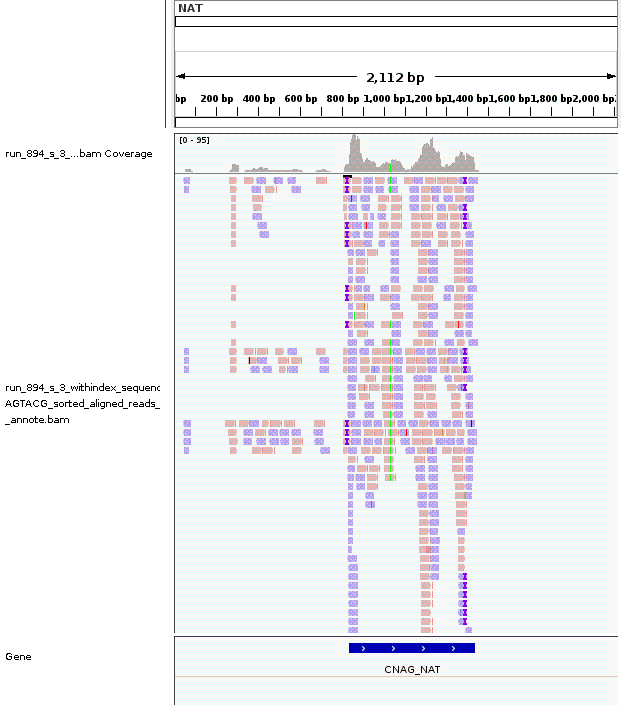 NAT
2,112 bp
bp 200 bp 400 bp 600 bp 800 bp 1,000 bp 1,200 bp 1,400 bp 1,600 bp 1,800 bp 2,000 bp
[0 - 95]
run_894_s_3_...bam Coverage
run_894_s_3_withindex_sequenc
AGTACG_sorted_aligned_reads_
_annote.bam
Gene
CNAG_NAT